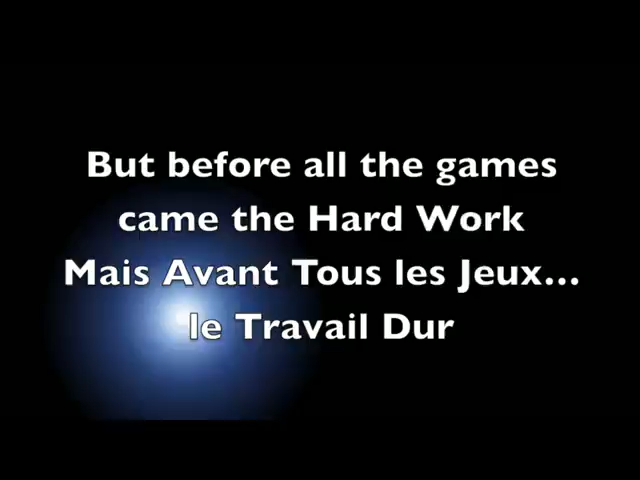 But before all the games
came the Hard Work
Mais Avant Tous les Jeux...
le Travail Dur